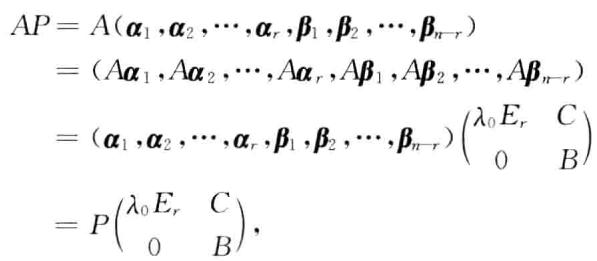 AP = A(α₁,α₂,⋯,αᵣ,β₁,β₂,⋯,βₙ₋ᵣ)
= (Aα₁,Aα₂,⋯,Aαᵣ,Aβ₁,Aβ₂,⋯,Aβₙ₋ᵣ)
= (α₁,α₂,⋯,αᵣ,β₁,β₂,⋯,βₙ₋ᵣ)(λ₀Eᵣ C
0 B)
= P(λ₀Eᵣ C
0 B),